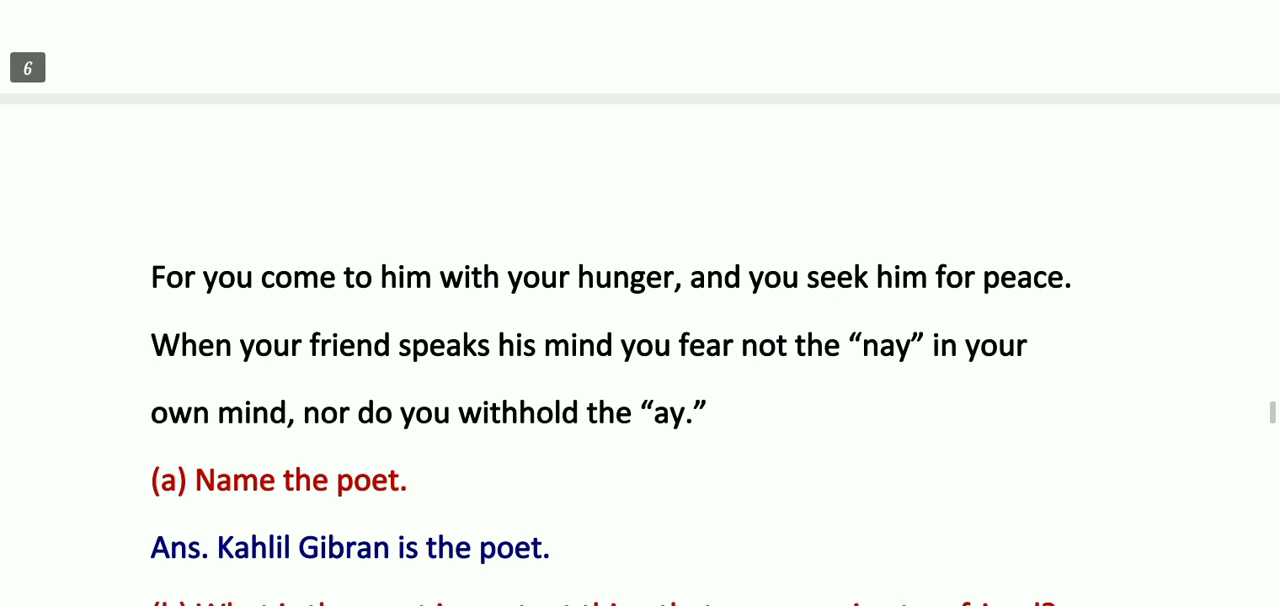 6
For you come to him with your hunger, and you seek him for peace.
When your friend speaks his mind you fear not the “nay” in your
own mind, nor do you withhold the “ay.”
(a) Name the poet.
Ans. Kahlil Gibran is the poet.